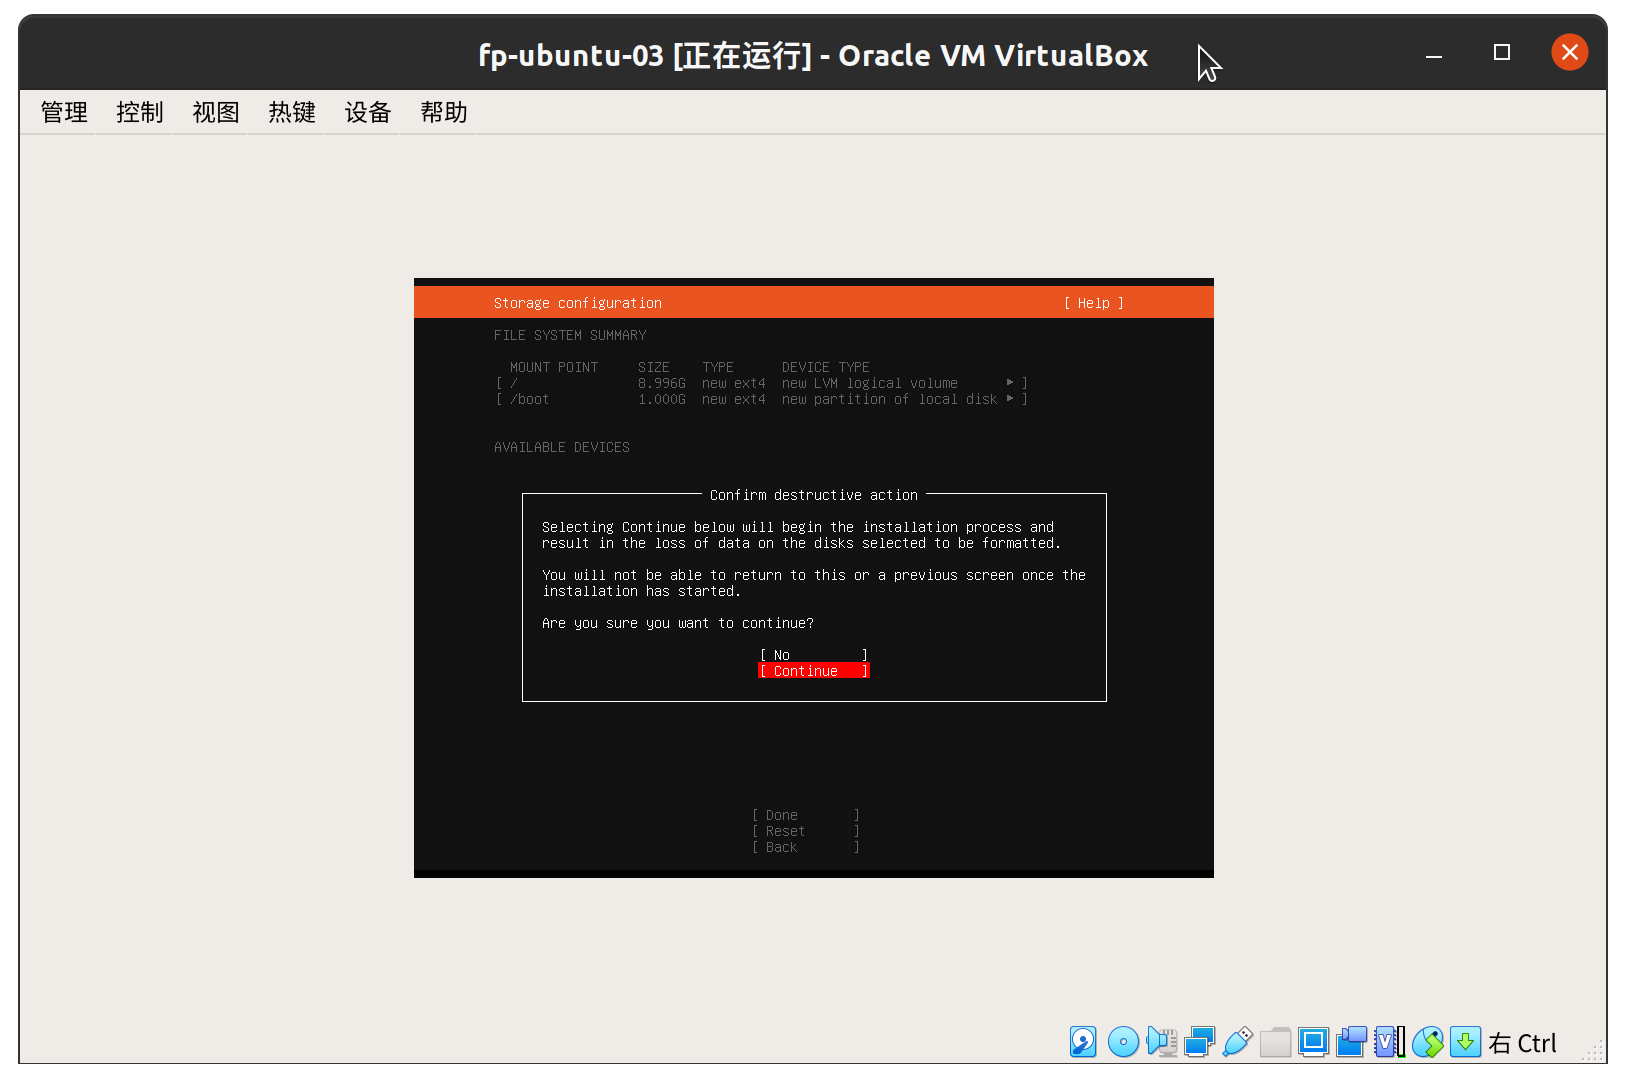 fp-ubuntu-03 [正在运行] - Oracle VM VirtualBox
管理 控制 视图 热键 设备 帮助
Storage configuration [ Help ]
FILE SYSTEM SUMMARY
MOUNT POINT SIZE TYPE DEVICE TYPE
[ / 8.996G new ext4 new LVM logical volume ▸ ]
[ /boot 1.000G new ext4 new partition of local disk ▸ ]
AVAILABLE DEVICES
Confirm destructive action
Selecting Continue below will begin the installation process and
result in the loss of data on the disks selected to be formatted.
You will not be able to return to this or a previous screen once the
installation has started.
Are you sure you want to continue?
[ No ]
[ Continue ]
[ Done ]
[ Reset ]
[ Back ]
右 Ctrl